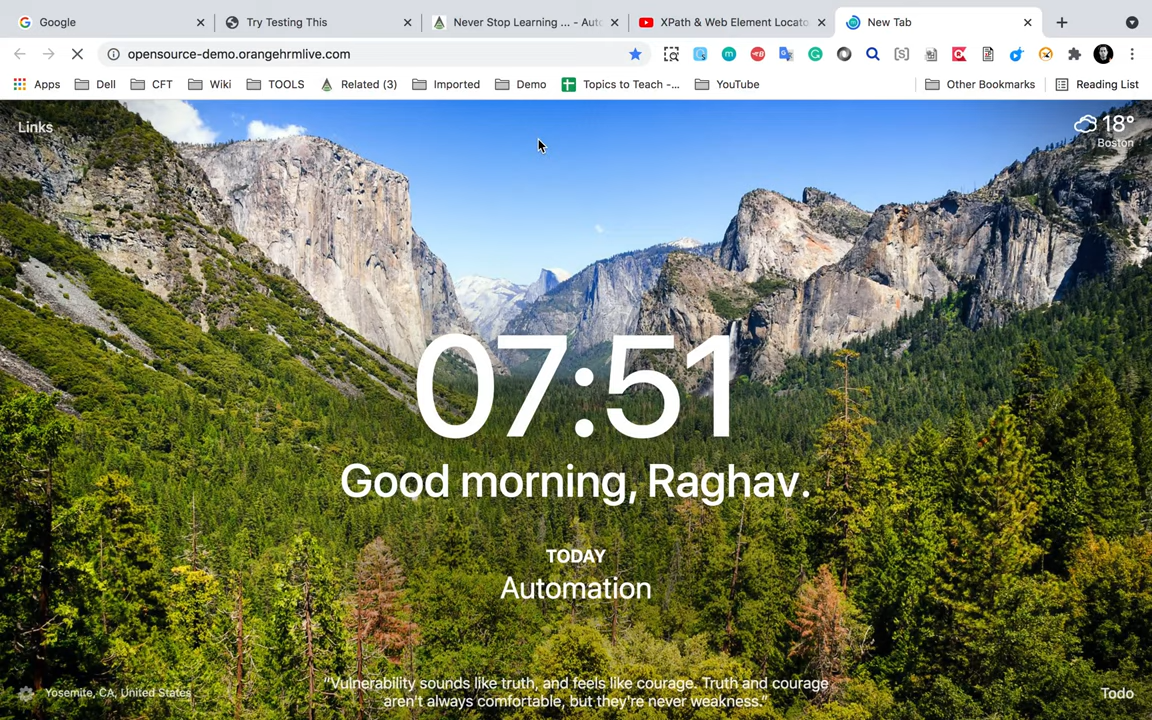 Google
Try Testing This
Never Stop Learning ... - Auto
XPath & Web Element Locato
New Tab
opensource-demo.orangehrmlive.com
Apps
Dell
CFT
Wiki
TOOLS
Related (3)
Imported
Demo
Topics to Teach -...
YouTube
Other Bookmarks
Reading List
Links
18°
Boston
07:51
Good morning, Raghav.
TODAY
Automation
"Vulnerability sounds like truth, and feels like courage. Truth and courage
aren't always comfortable, but they're never weakness."
Yosemite, CA, United States
Todo